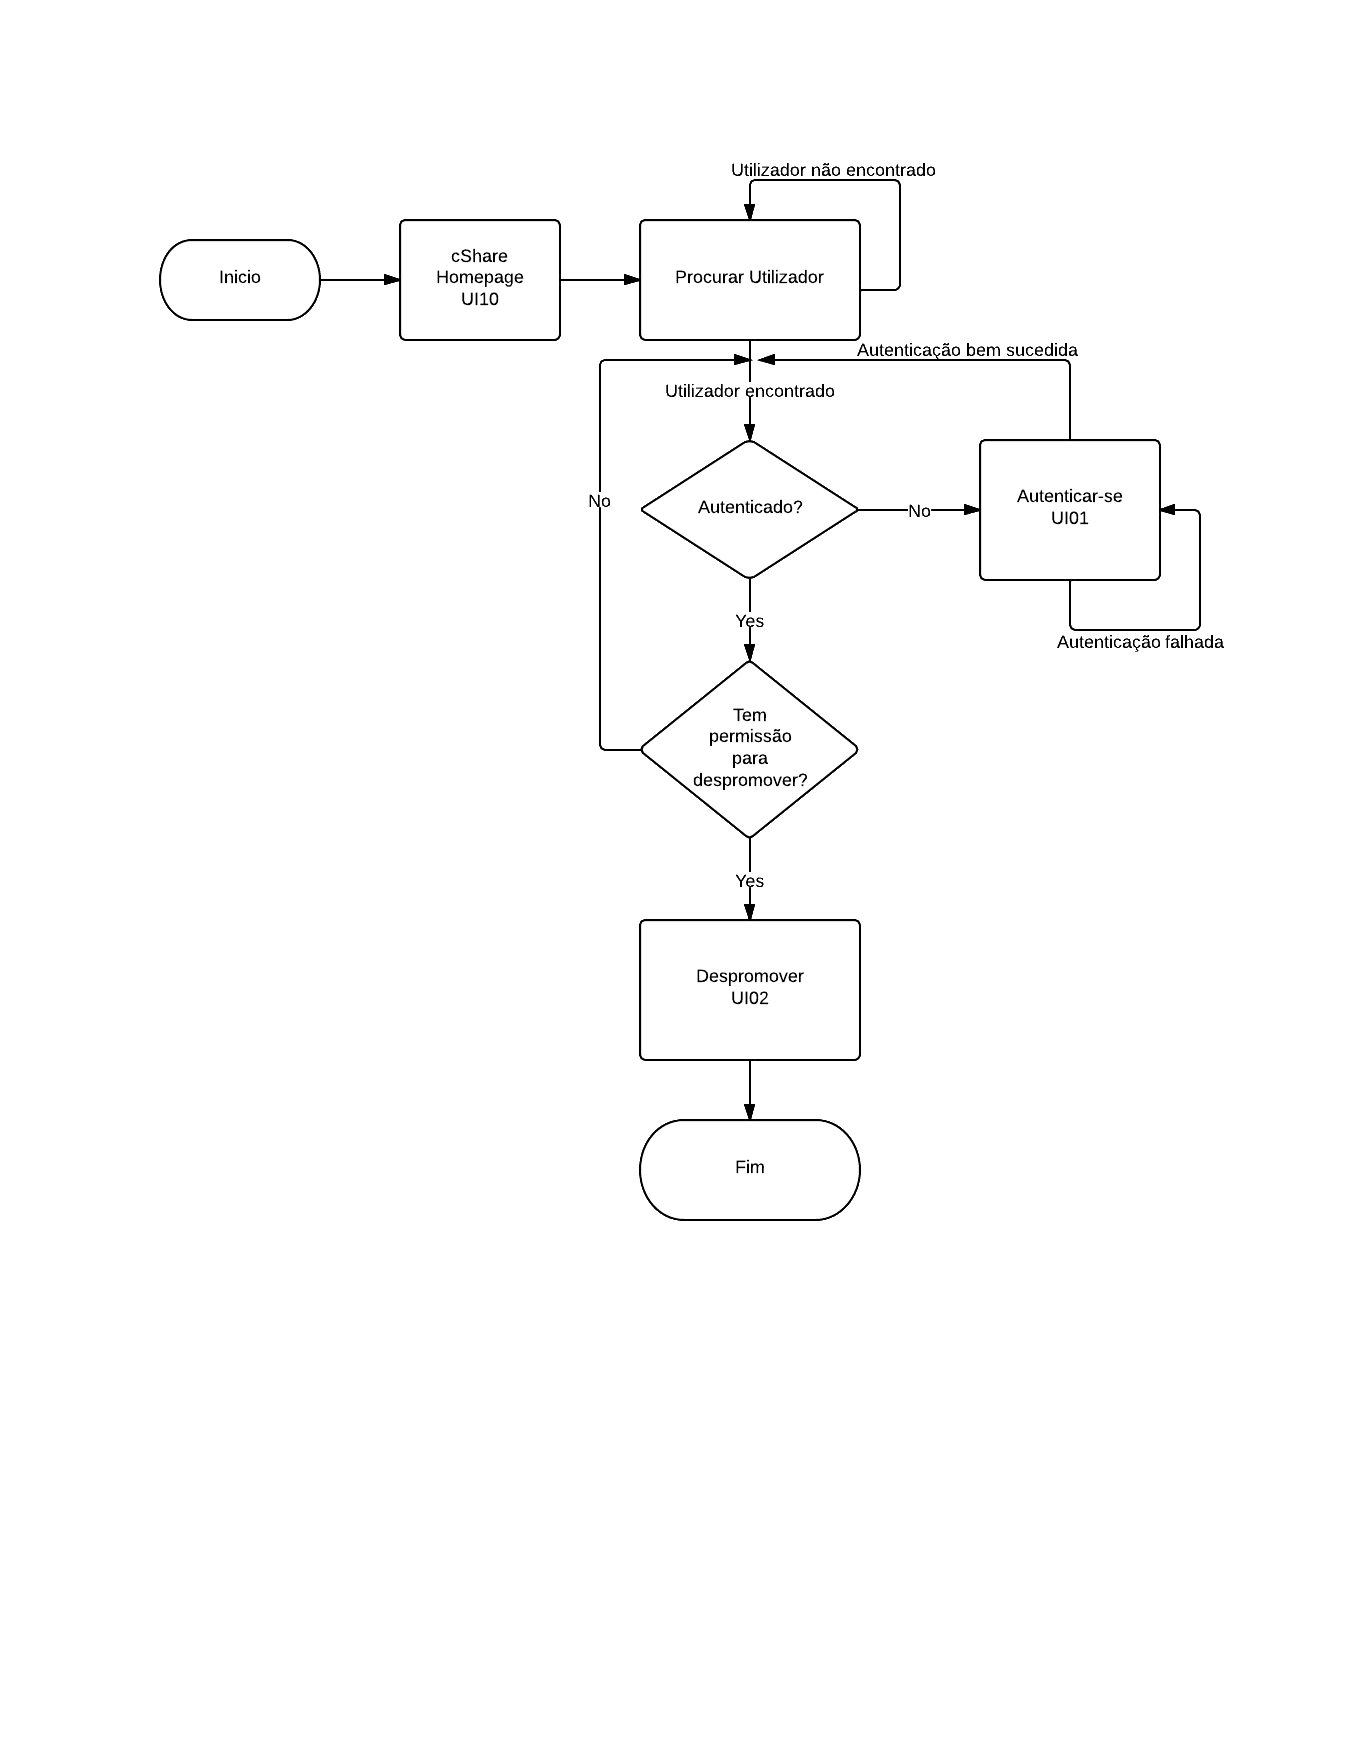 Utilizador não encontrado
Inicio
cShare
Homepage
UI10
Procurar Utilizador
Autenticação bem sucedida
Utilizador encontrado
No
Autenticado?
No
Autenticar-se
UI01
Yes
Autenticação falhada
Tem
permissão
para
despromover?
Yes
Despromover
UI02
Fim